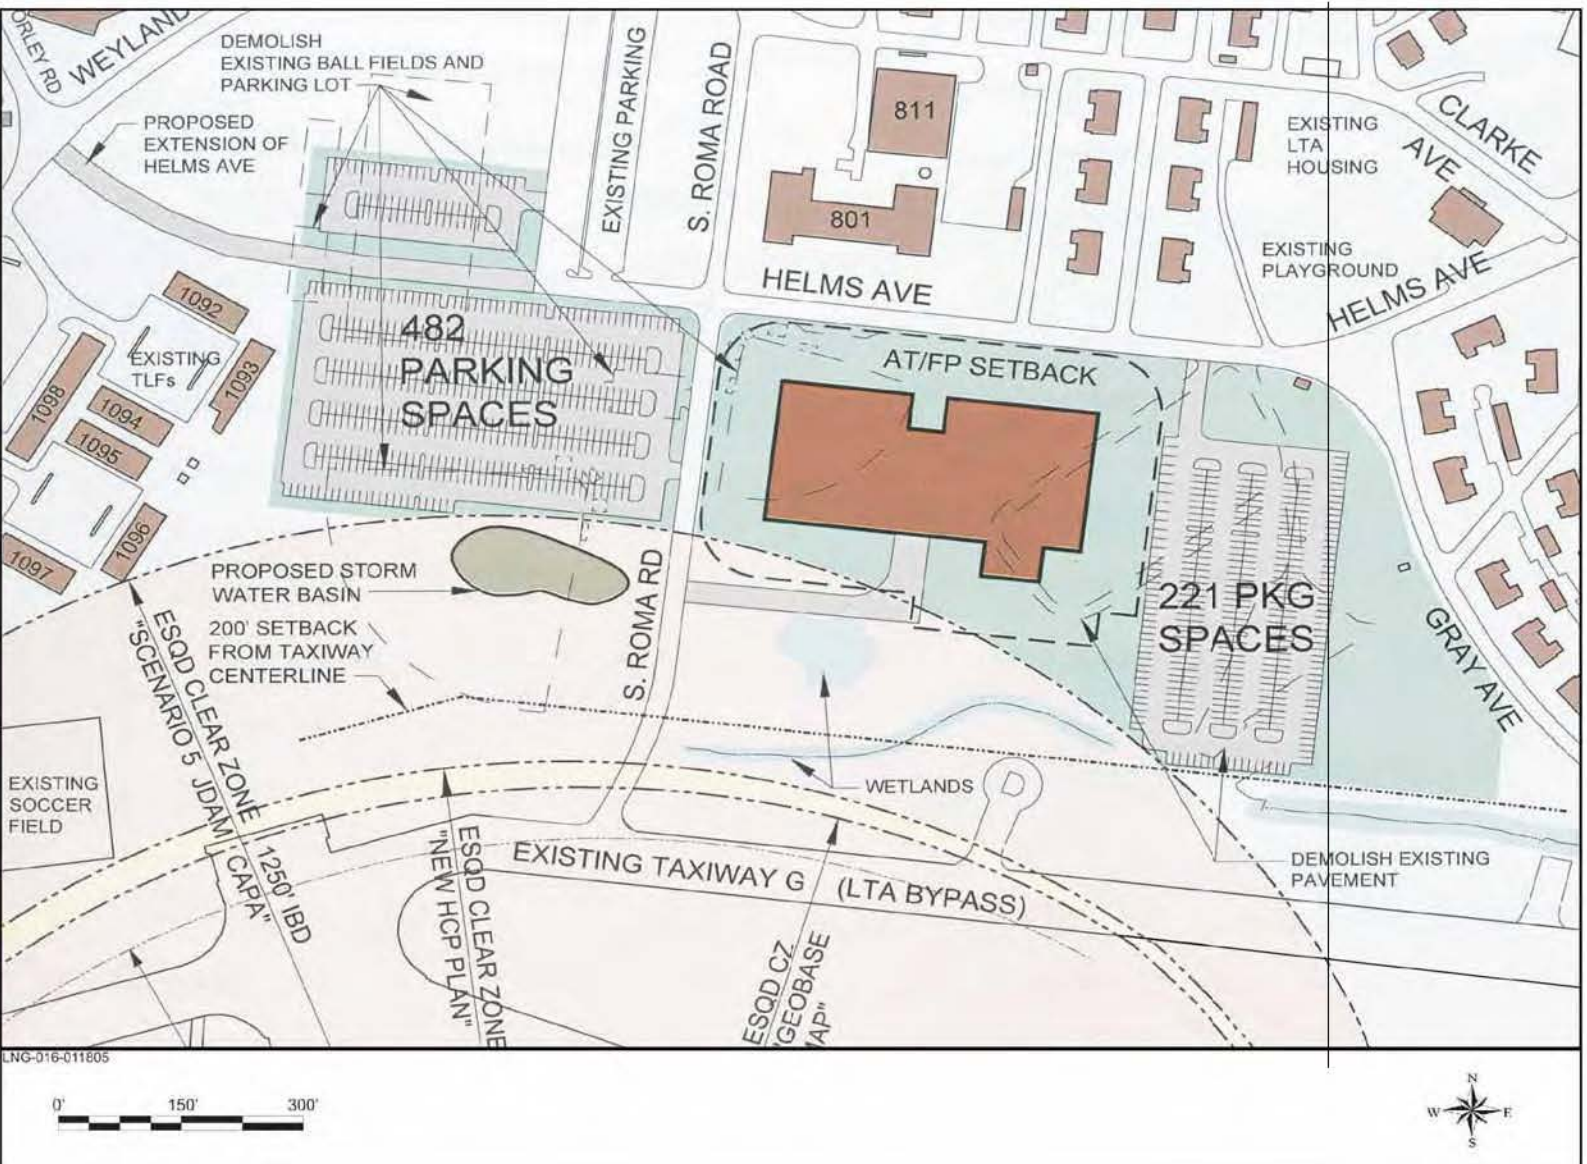 ORLEY RD
WEYLAND
DEMOLISH
EXISTING BALL FIELDS AND
PARKING LOT
PROPOSED
EXTENSION OF
HELMS AVE
EXISTING PARKING
S. ROMA ROAD
811
801
HELMS AVE
EXISTING
LTA
HOUSING
AVE
CLARKE
EXISTING
PLAYGROUND
HELMS AVE
1092
EXISTING
TLFs
1093
1098
1094
1095
1096
1097
482
PARKING
SPACES
AT/FP SETBACK
221 PKG
SPACES
GRAY AVE
PROPOSED STORM
WATER BASIN
200' SETBACK
FROM TAXIWAY
CENTERLINE
S. ROMA RD
ESQD CLEAR ZONE 1250' IBD
"SCENARIO 5 JDAM CAPA"
EXISTING
SOCCER
FIELD
WETLANDS
ESQD CLEAR ZONE
"NEW HCP PLAN"
EXISTING TAXIWAY G (LTA BYPASS)
ESQD CZ
"GEOBASE
MAP"
DEMOLISH EXISTING
PAVEMENT
LNG-016-011805
0' 150' 300'
N
W E
S